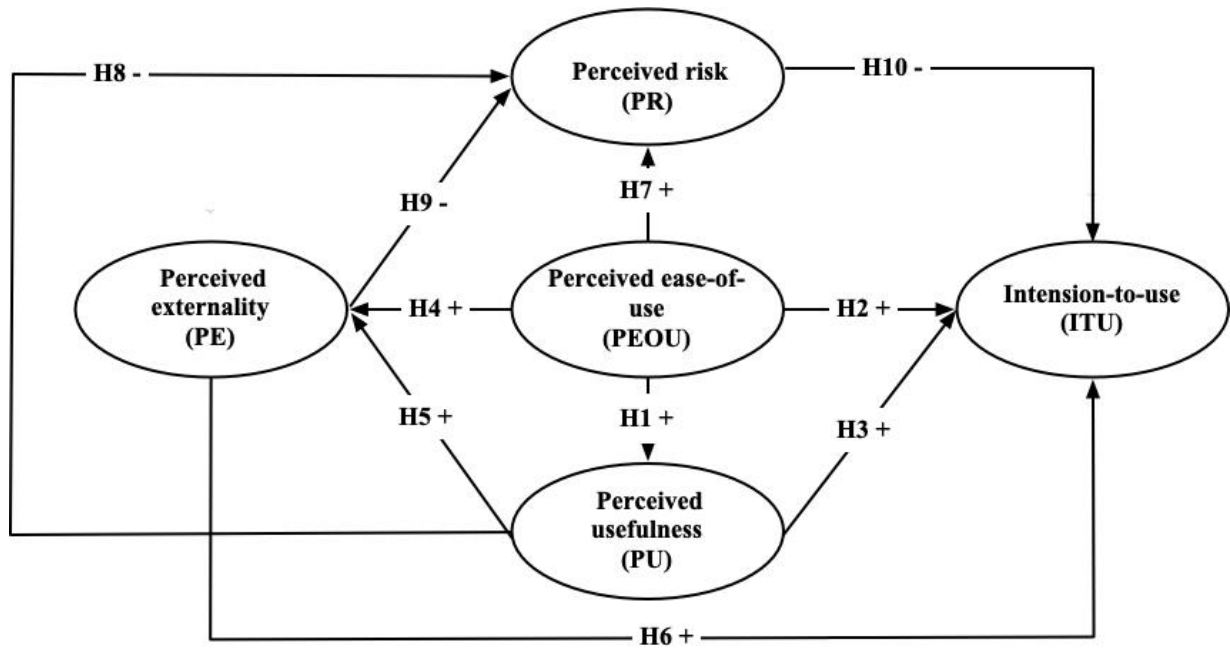 H8 -
Perceived risk
(PR)
H10 -
H7 +
H9 -
Perceived
externality
(PE)
H4 +
Perceived ease-of-
use
(PEOU)
H2 +
Intension-to-use
(ITU)
H5 +
H1 +
H3 +
Perceived
usefulness
(PU)
H6 +